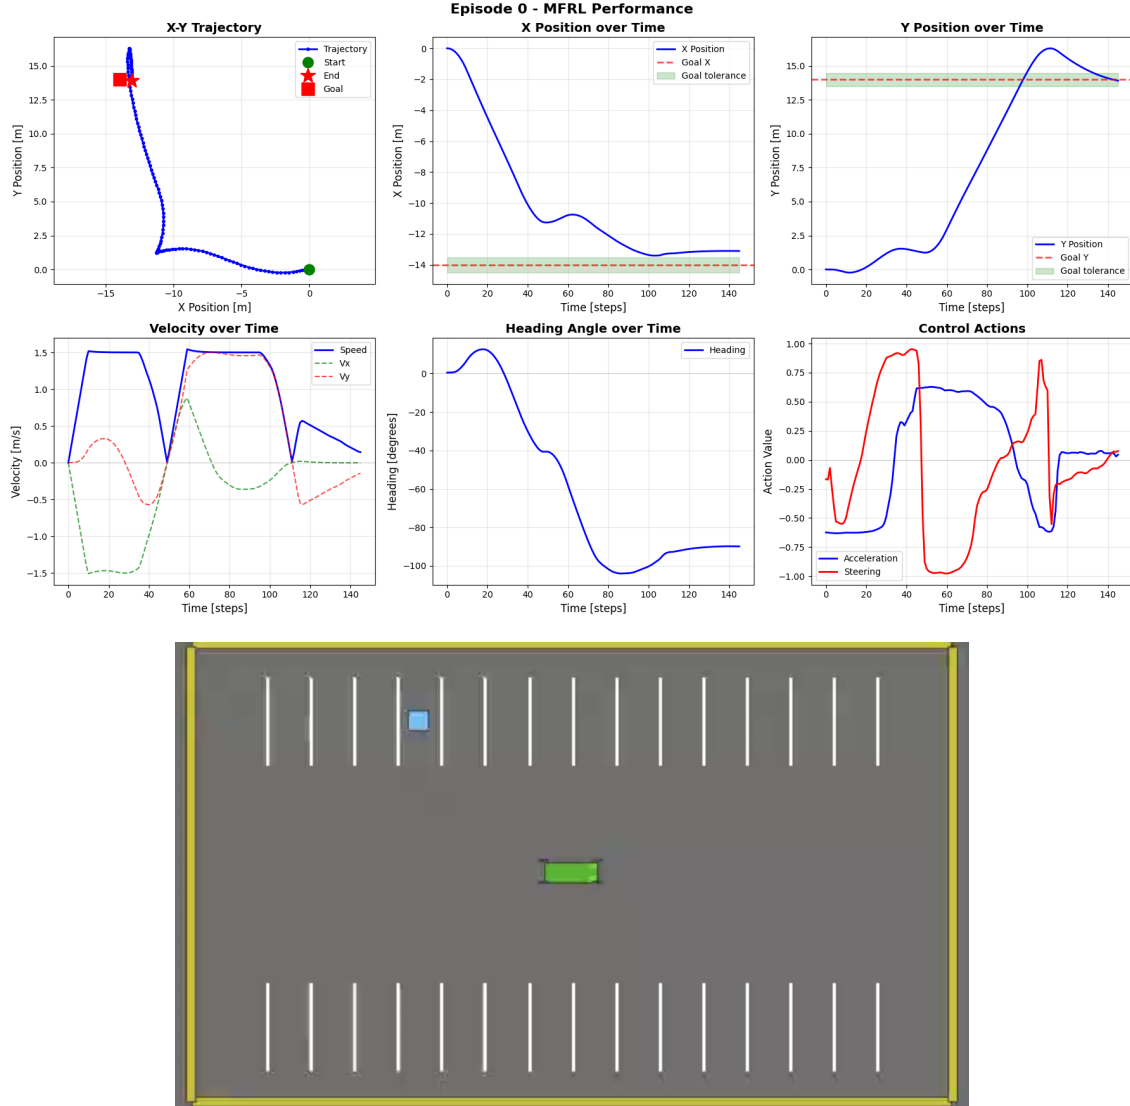 Episode 0 - MFRL Performance
X-Y Trajectory
Y Position [m]
15.0
12.5
10.0
7.5
5.0
2.5
0.0
−15
−10
−5
0
X Position [m]
Trajectory
Start
End
Goal
X Position over Time
X Position [m]
0
−2
−4
−6
−8
−10
−12
−14
0
20
40
60
80
100
120
140
Time [steps]
X Position
Goal X
Goal tolerance
Y Position over Time
Y Position [m]
15.0
12.5
10.0
7.5
5.0
2.5
0.0
0
20
40
60
80
100
120
140
Time [steps]
Y Position
Goal Y
Goal tolerance
Velocity over Time
Velocity [m/s]
1.5
1.0
0.5
0.0
−0.5
−1.0
−1.5
0
20
40
60
80
100
120
140
Time [steps]
Speed
Vx
Vy
Heading Angle over Time
Heading [degrees]
0
−20
−40
−60
−80
−100
0
20
40
60
80
100
120
140
Time [steps]
Heading
Control Actions
Action Value
1.00
0.75
0.50
0.25
0.00
−0.25
−0.50
−0.75
−1.00
0
20
40
60
80
100
120
140
Time [steps]
Acceleration
Steering